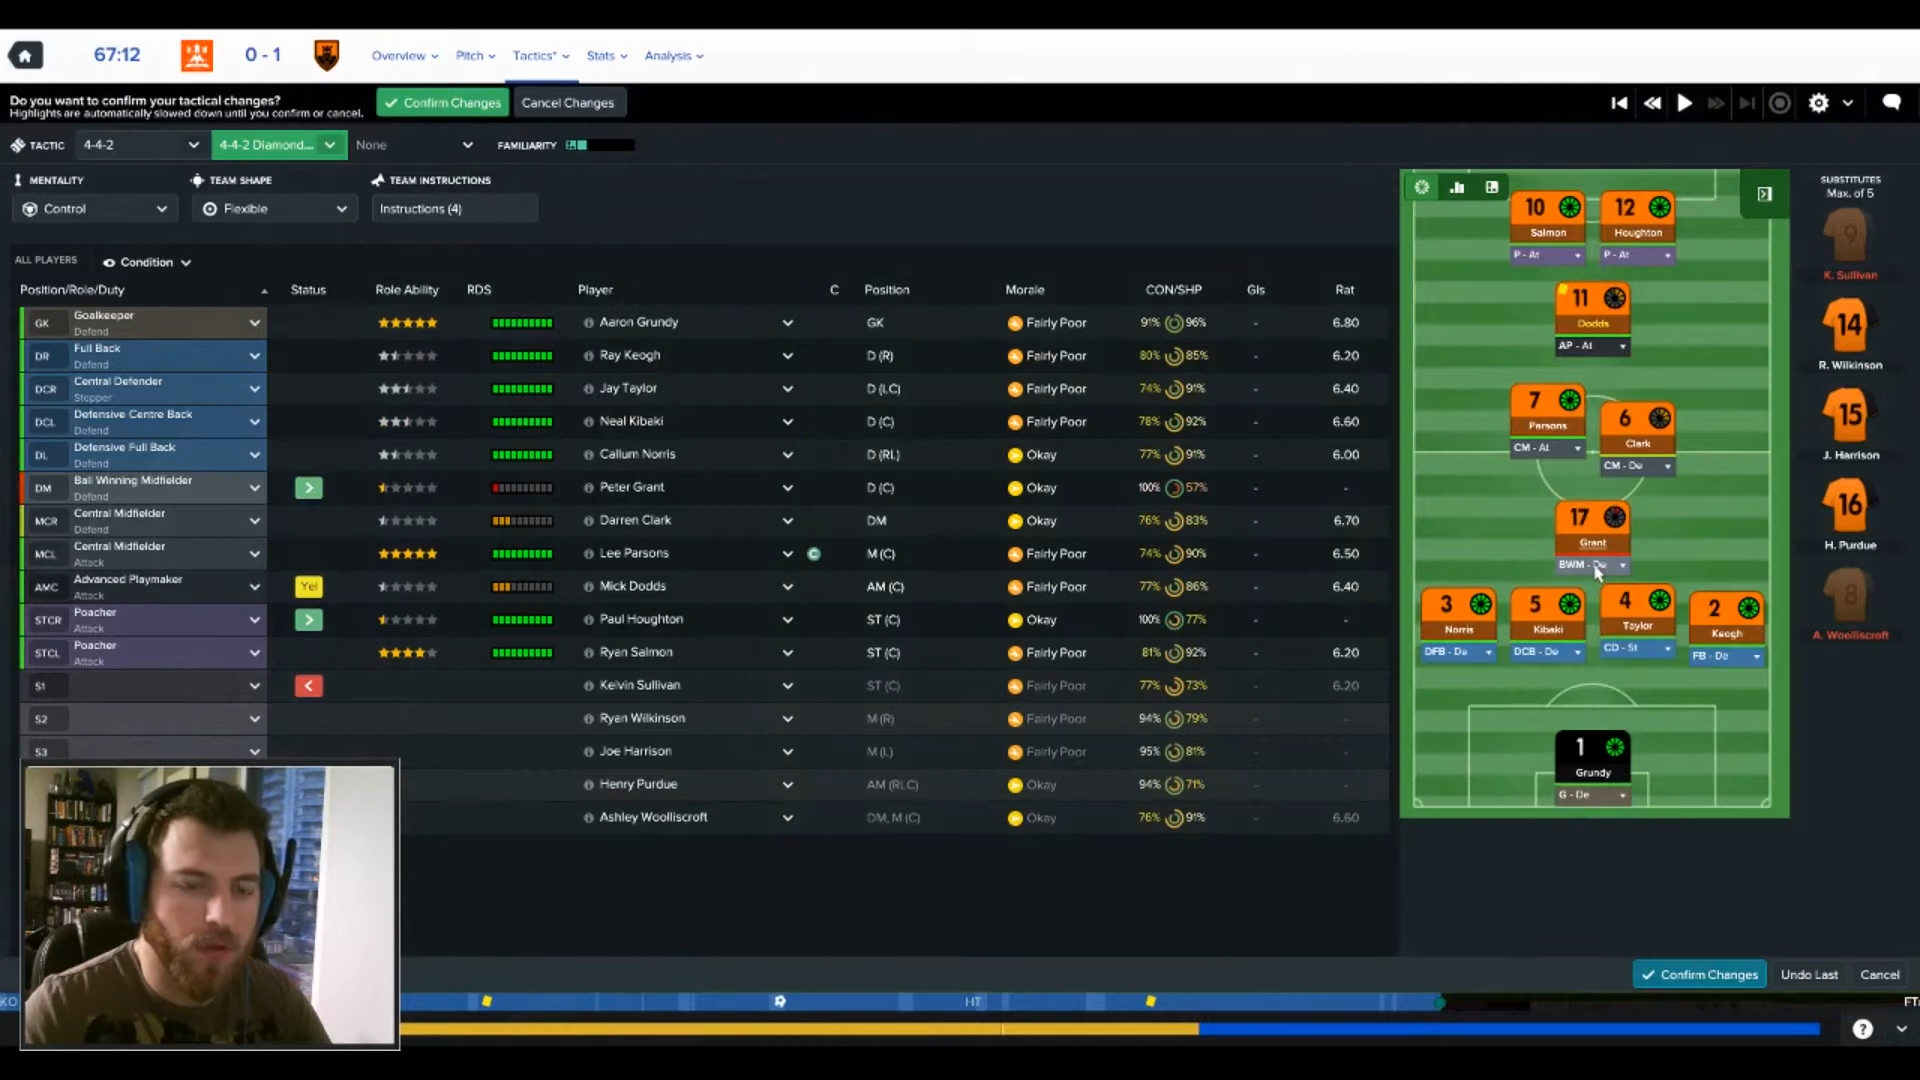 67:12 0 - 1 Overview Pitch Tactics* Stats Analysis
Do you want to confirm your tactical changes?
Highlights are automatically slowed down until you confirm or cancel.
Confirm Changes Cancel Changes
TACTIC 4-4-2 4-4-2 Diamond... None FAMILIARITY
MENTALITY TEAM SHAPE TEAM INSTRUCTIONS
Control Flexible Instructions (4)
ALL PLAYERS Condition
Position/Role/Duty Status Role Ability RDS Player C Position Morale CON/SHP Gls Rat
GK Goalkeeper Defend Aaron Grundy GK Fairly Poor 91% 96% - 6.80
DR Full Back Defend Ray Keogh D (R) Fairly Poor 80% 85% - 6.20
DCR Central Defender Stopper Jay Taylor D (LC) Fairly Poor 74% 91% - 6.40
DCL Defensive Centre Back Defend Neal Kibaki D (C) Fairly Poor 78% 92% - 6.60
DL Defensive Full Back Defend Callum Norris D (RL) Okay 77% 91% - 6.00
DM Ball Winning Midfielder Defend > Peter Grant D (C) Okay 100% 57% - -
MCR Central Midfielder Defend Darren Clark DM Okay 76% 83% - 6.70
MCL Central Midfielder Attack Lee Parsons C M (C) Fairly Poor 74% 90% - 6.50
AMC Advanced Playmaker Attack Yel Mick Dodds AM (C) Fairly Poor 77% 86% - 6.40
STCR Poacher Attack > Paul Houghton ST (C) Okay 100% 77% - -
STCL Poacher Attack Ryan Salmon ST (C) Fairly Poor 81% 92% - 6.20
S1 < Kelvin Sullivan ST (C) Fairly Poor 77% 73% - 6.20
S2 Ryan Wilkinson M (R) Fairly Poor 94% 79% - -
S3 Joe Harrison M (L) Fairly Poor 95% 81% - -
Henry Purdue AM (RLC) Okay 94% 71% - -
Ashley Woolliscroft DM, M (C) Okay 76% 91% - 6.60
10 12
Salmon Houghton
P - At P - At
11
Dodds
AP - At
7 6
Parsons Clark
CM - At CM - De
17
Grant
BWM - De
3 5 4 2
Norris Kibaki Taylor Keogh
DFB - De DCB - De CD - St FB - De
1
Grundy
G - De
SUBSTITUTES
Max. of 5
9
K. Sullivan
14
R. Wilkinson
15
J. Harrison
16
H. Purdue
8
A. Woolliscroft
Confirm Changes Undo Last Cancel
KO HT FT
?